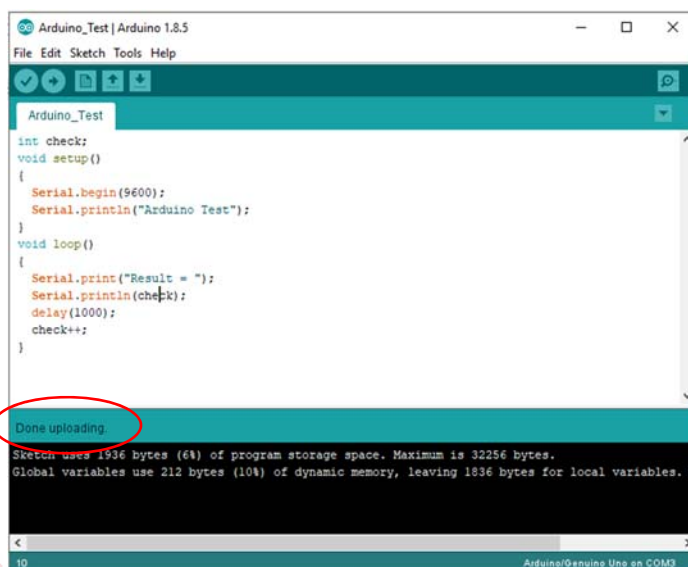 Arduino_Test | Arduino 1.8.5
File Edit Sketch Tools Help
Arduino_Test
int check;
void setup()
{
  Serial.begin(9600);
  Serial.println("Arduino Test");
}
void loop()
{
  Serial.print("Result = ");
  Serial.println(check);
  delay(1000);
  check++;
}
Done uploading.
Sketch uses 1936 bytes (6%) of program storage space. Maximum is 32256 bytes.
Global variables use 212 bytes (10%) of dynamic memory, leaving 1836 bytes for local variables.
10 Arduino/Genuino Uno on COM3